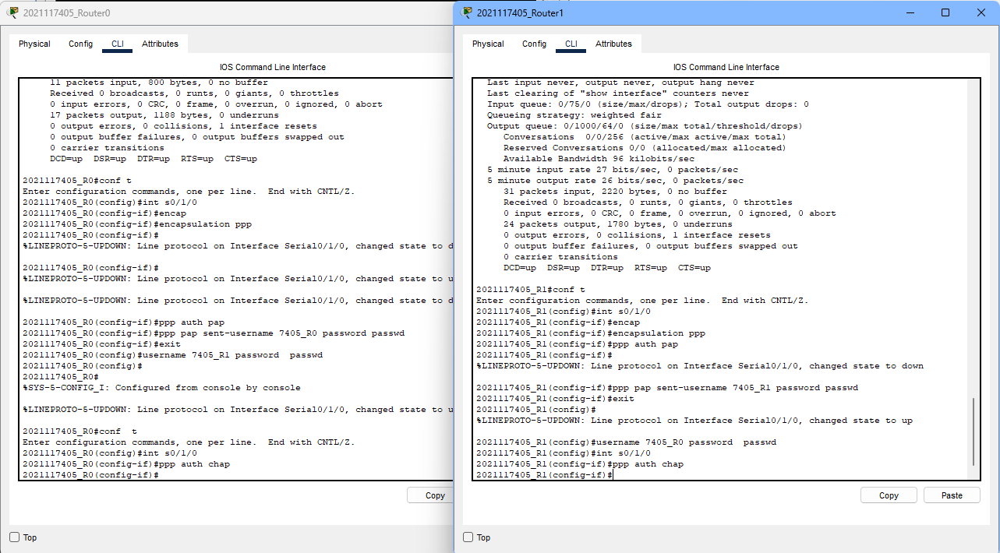 2021117405_Router0
Physical Config CLI Attributes
IOS Command Line Interface
11 packets input, 800 bytes, 0 no buffer
Received 0 broadcasts, 0 runts, 0 giants, 0 throttles
0 input errors, 0 CRC, 0 frame, 0 overrun, 0 ignored, 0 abort
17 packets output, 1188 bytes, 0 underruns
0 output errors, 0 collisions, 1 interface resets
0 output buffer failures, 0 output buffers swapped out
0 carrier transitions
DCD=up  DSR=up  DTR=up  RTS=up  CTS=up
2021117405_R0#conf t
Enter configuration commands, one per line.  End with CNTL/Z.
2021117405_R0(config)#int s0/1/0
2021117405_R0(config-if)#encap
2021117405_R0(config-if)#encapsulation ppp
2021117405_R0(config-if)#
%LINEPROTO-5-UPDOWN: Line protocol on Interface Serial0/1/0, changed state to d
2021117405_R0(config-if)#
%LINEPROTO-5-UPDOWN: Line protocol on Interface Serial0/1/0, changed state to u
%LINEPROTO-5-UPDOWN: Line protocol on Interface Serial0/1/0, changed state to d
2021117405_R0(config-if)#ppp auth pap
2021117405_R0(config-if)#ppp pap sent-username 7405_R0 password passwd
2021117405_R0(config-if)#exit
2021117405_R0(config)#username 7405_R1 password  passwd
2021117405_R0(config)#
2021117405_R0#
%SYS-5-CONFIG_I: Configured from console by console
%LINEPROTO-5-UPDOWN: Line protocol on Interface Serial0/1/0, changed state to u
2021117405_R0#conf  t
Enter configuration commands, one per line.  End with CNTL/Z.
2021117405_R0(config)#int s0/1/0
2021117405_R0(config-if)#ppp auth chap
2021117405_R0(config-if)#
Copy
Top
2021117405_Router1
Physical Config CLI Attributes
IOS Command Line Interface
Last input never, output never, output hang never
Last clearing of "show interface" counters never
Input queue: 0/75/0 (size/max/drops); Total output drops: 0
Queueing strategy: weighted fair
Output queue: 0/1000/64/0 (size/max total/threshold/drops)
Conversations  0/0/256 (active/max active/max total)
Reserved Conversations 0/0 (allocated/max allocated)
Available Bandwidth 96 kilobits/sec
5 minute input rate 27 bits/sec, 0 packets/sec
5 minute output rate 26 bits/sec, 0 packets/sec
31 packets input, 2220 bytes, 0 no buffer
Received 0 broadcasts, 0 runts, 0 giants, 0 throttles
0 input errors, 0 CRC, 0 frame, 0 overrun, 0 ignored, 0 abort
24 packets output, 1780 bytes, 0 underruns
0 output errors, 0 collisions, 1 interface resets
0 output buffer failures, 0 output buffers swapped out
0 carrier transitions
DCD=up  DSR=up  DTR=up  RTS=up  CTS=up
2021117405_R1#conf t
Enter configuration commands, one per line.  End with CNTL/Z.
2021117405_R1(config)#int s0/1/0
2021117405_R1(config-if)#encap
2021117405_R1(config-if)#encapsulation ppp
2021117405_R1(config-if)#ppp auth pap
2021117405_R1(config-if)#
%LINEPROTO-5-UPDOWN: Line protocol on Interface Serial0/1/0, changed state to down
2021117405_R1(config-if)#ppp pap sent-username 7405_R1 password passwd
2021117405_R1(config-if)#exit
2021117405_R1(config)#
%LINEPROTO-5-UPDOWN: Line protocol on Interface Serial0/1/0, changed state to up
2021117405_R1(config)#username 7405_R0 password  passwd
2021117405_R1(config)#int s0/1/0
2021117405_R1(config-if)#ppp auth chap
2021117405_R1(config-if)#
Copy Paste
Top